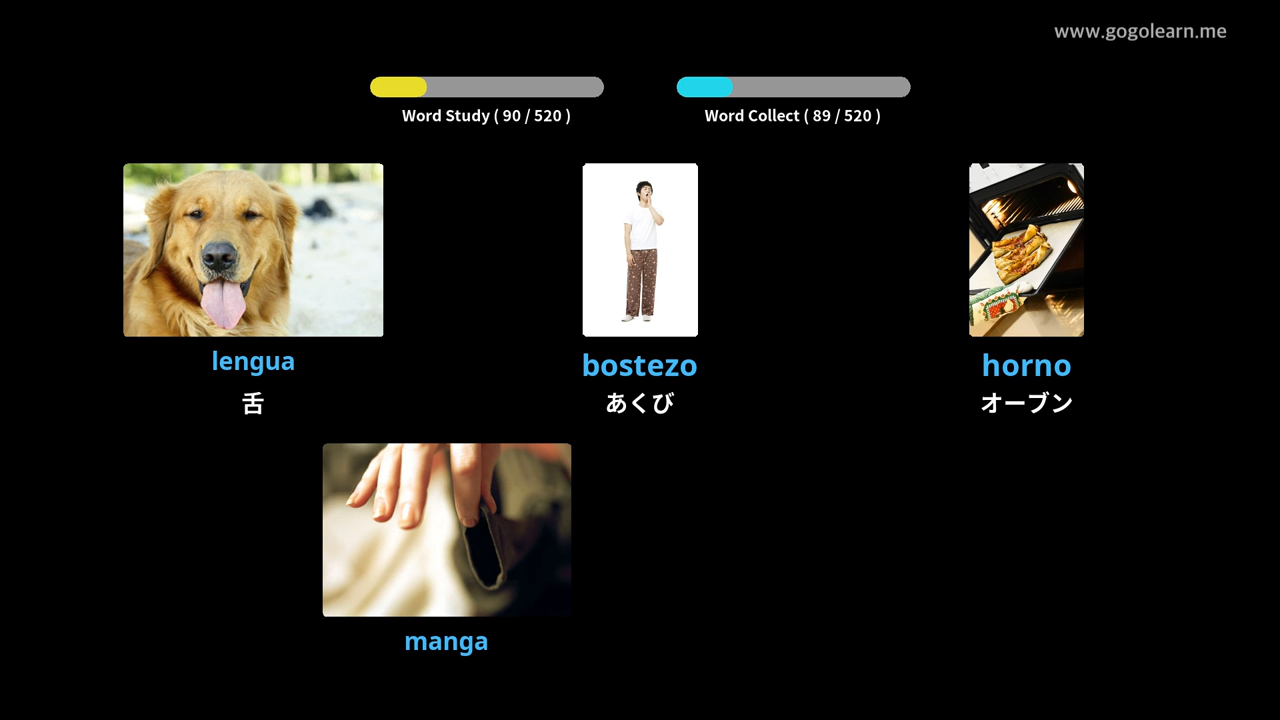 www.gogolearn.me
Word Study ( 90 / 520 )
Word Collect ( 89 / 520 )
lengua
舌
bostezo
あくび
horno
オーブン
manga